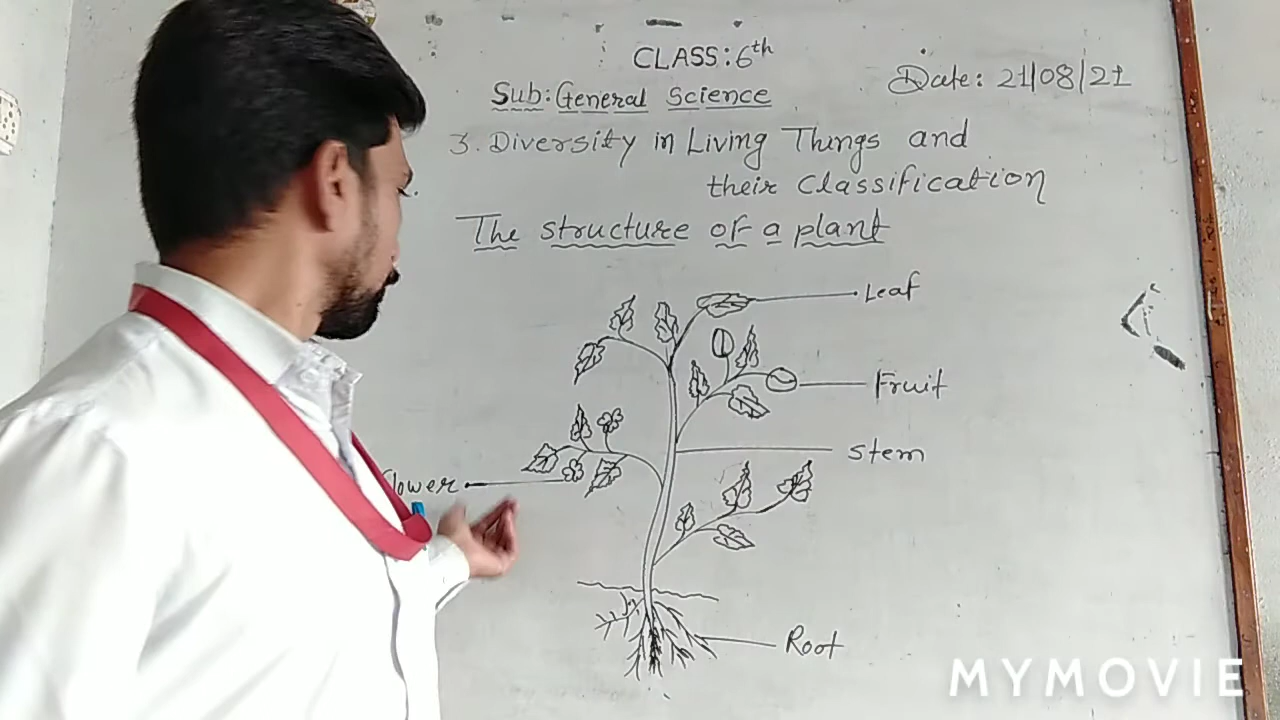 CLASS: 6th
Date: 21/08/21
Sub: General Science
3. Diversity in Living Things and
their Classification
The structure of a plant
Leaf
Fruit
stem
Flower
Root
MYMOVIE